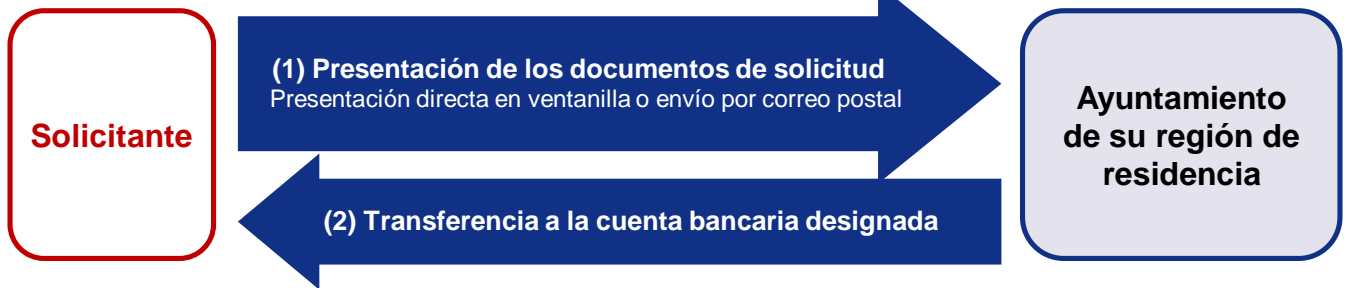 Solicitante
(1) Presentación de los documentos de solicitud
Presentación directa en ventanilla o envío por correo postal
(2) Transferencia a la cuenta bancaria designada
Ayuntamiento
de su región de
residencia